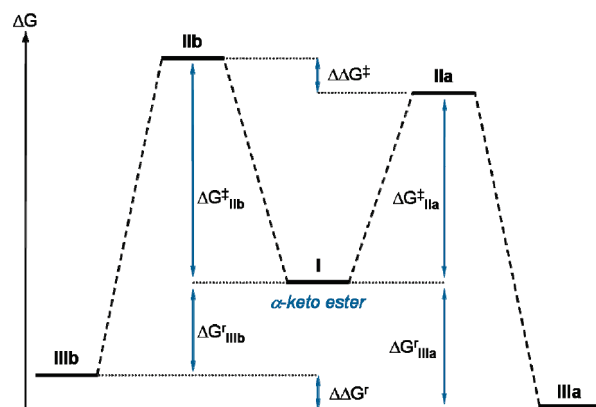 ΔG
IIb
ΔΔG‡
IIa
ΔG‡IIb
ΔG‡IIa
I
α-keto ester
IIIb
ΔGrIIIb
ΔGrIIIa
ΔΔGr
IIIa